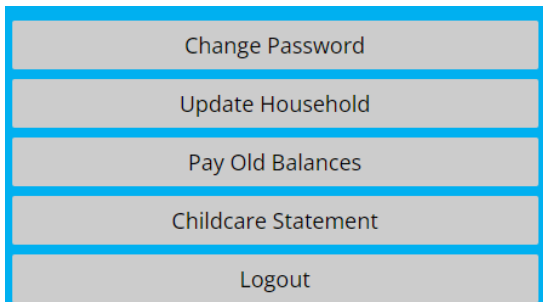 Change Password
Update Household
Pay Old Balances
Childcare Statement
Logout